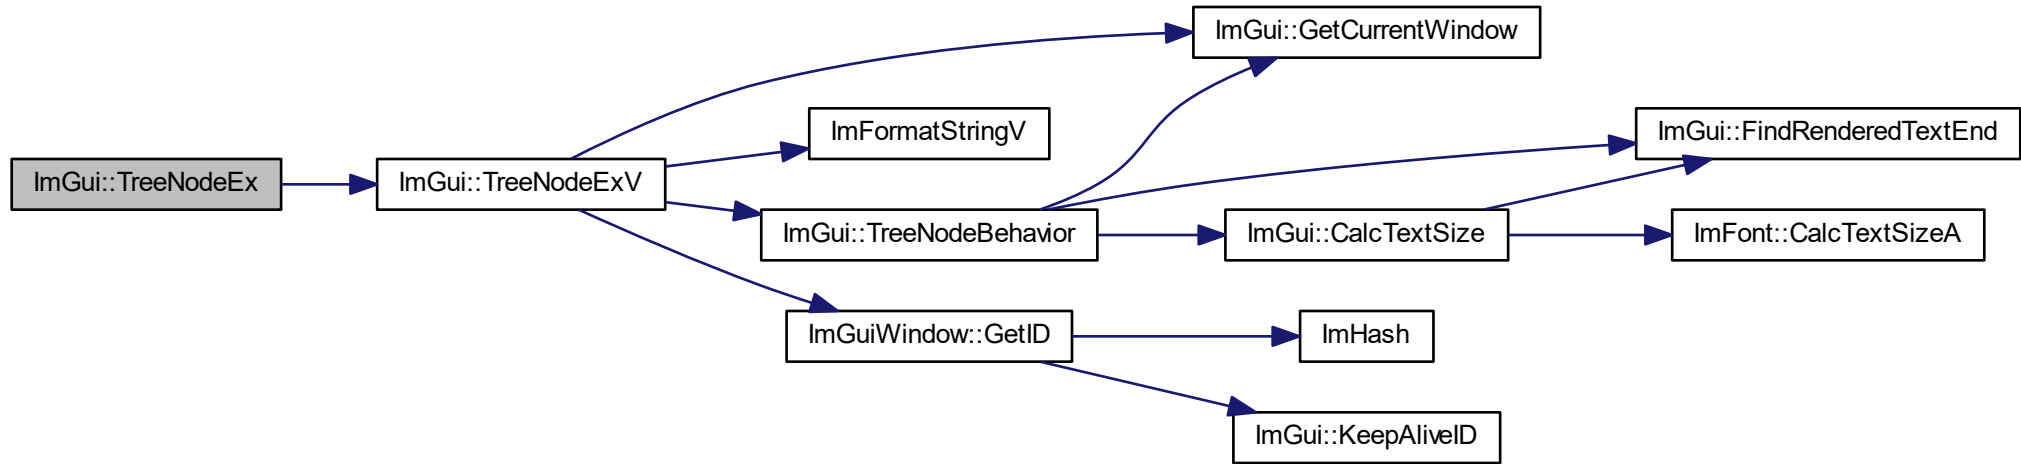 ImGui::TreeNodeEx
ImGui::TreeNodeExV
ImGui::GetCurrentWindow
ImFormatStringV
ImGui::TreeNodeBehavior
ImGuiWindow::GetID
ImGui::FindRenderedTextEnd
ImGui::CalcTextSize
ImFont::CalcTextSizeA
ImHash
ImGui::KeepAliveID